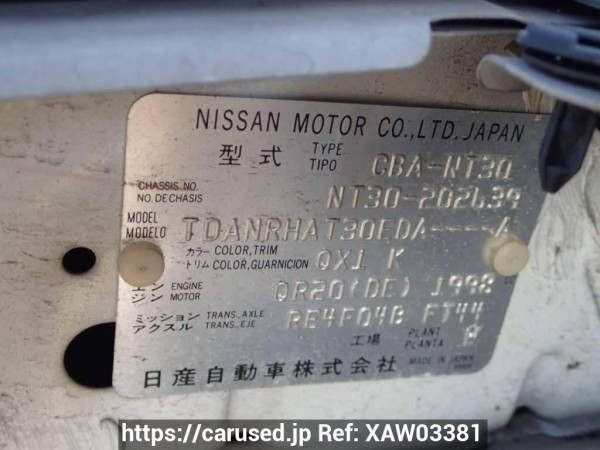 NISSAN MOTOR CO.,LTD.JAPAN
型式 TYPE TIPO CBA-NT30
CHASSIS NO. NO.DE CHASIS NT30-202639
MODEL MODELO TDANRHAT30EDA----A
カラー COLOR,TRIM
トリム COLOR,GUARNICION QX1 K
エンジン ENGINE MOTOR QR20(DE) 1998
ミッション TRANS.,AXLE
アクスル TRANS.,EJE RE4F04B FT44
工場 PLANT PLANTA
日産自動車株式会社 MADE IN JAPAN
https://carused.jp Ref: XAW03381